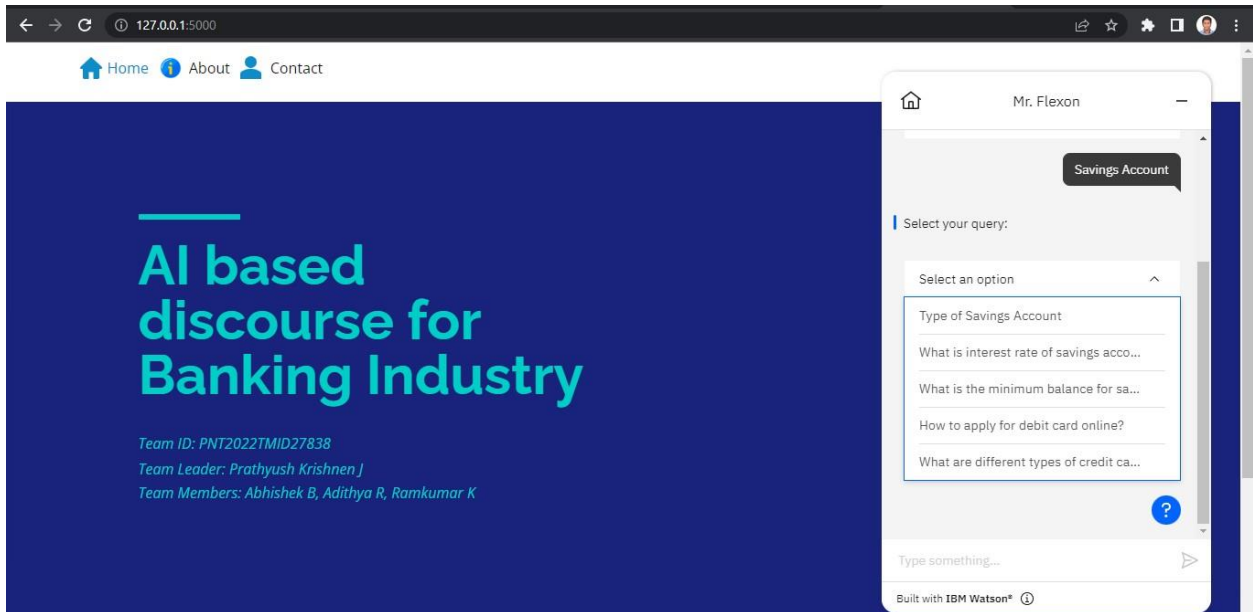 127.0.0.1:5000
Home About Contact
Mr. Flexon
Savings Account
Select your query:
Select an option
Type of Savings Account
What is interest rate of savings acco...
What is the minimum balance for sa...
How to apply for debit card online?
What are different types of credit ca...
?
Type something...
Built with IBM Watson®
AI based
discourse for
Banking Industry
Team ID: PNT2022TMID27838
Team Leader: Prathyush Krishnen J
Team Members: Abhishek B, Adithya R, Ramkumar K